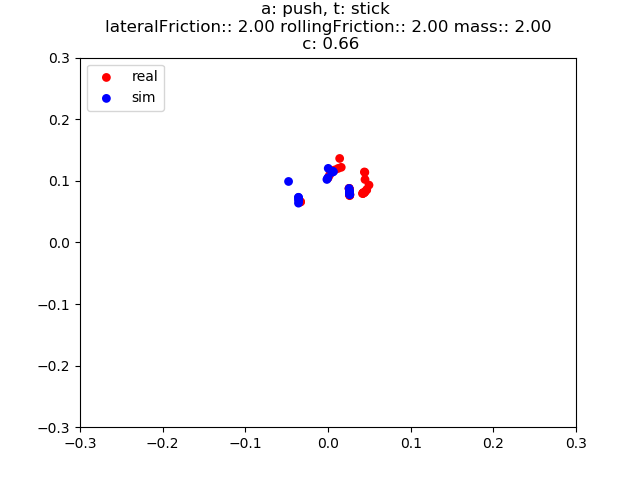 a: push, t: stick
lateralFriction:: 2.00 rollingFriction:: 2.00 mass:: 2.00
c: 0.66
real
sim
0.3
0.2
0.1
0.0
−0.1
−0.2
−0.3
−0.3 −0.2 −0.1 0.0 0.1 0.2 0.3